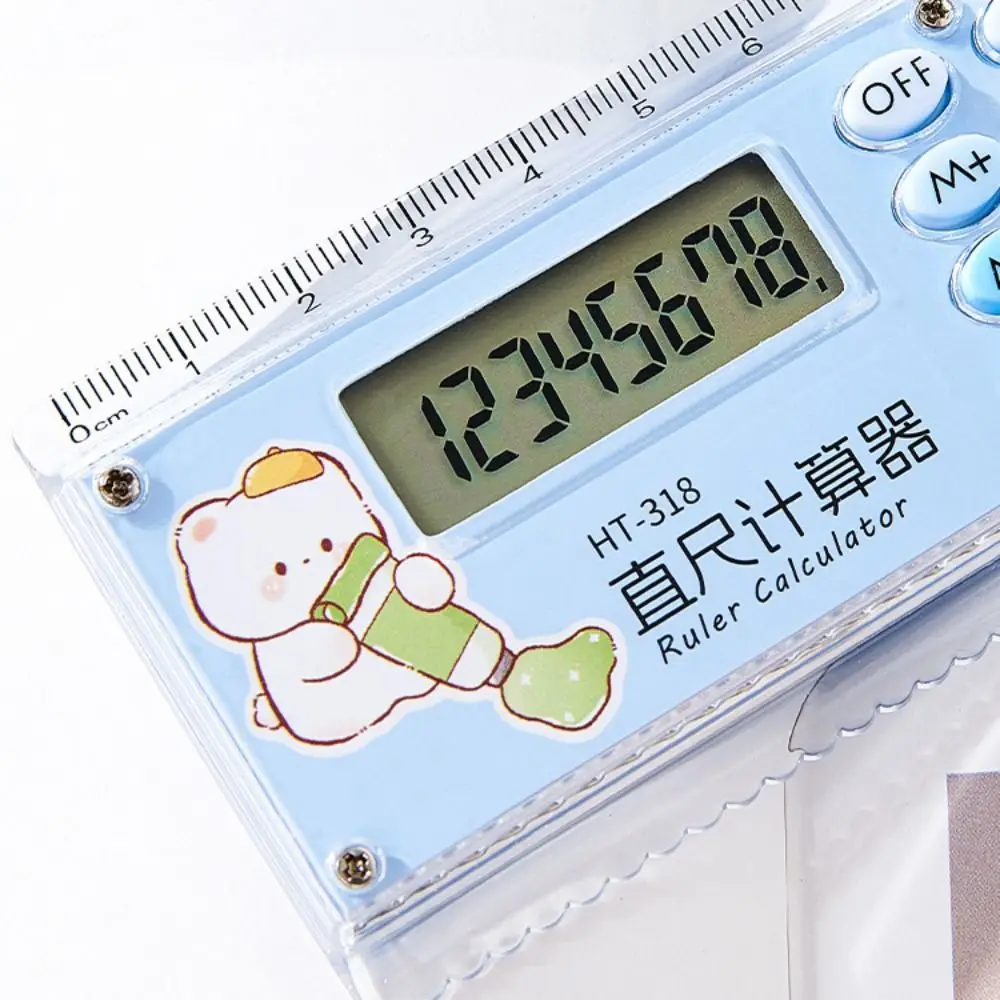 0cm 1 2 3 4 5 6
OFF
M+
12345678.
HT-318
直尺计算器
Ruler Calculator